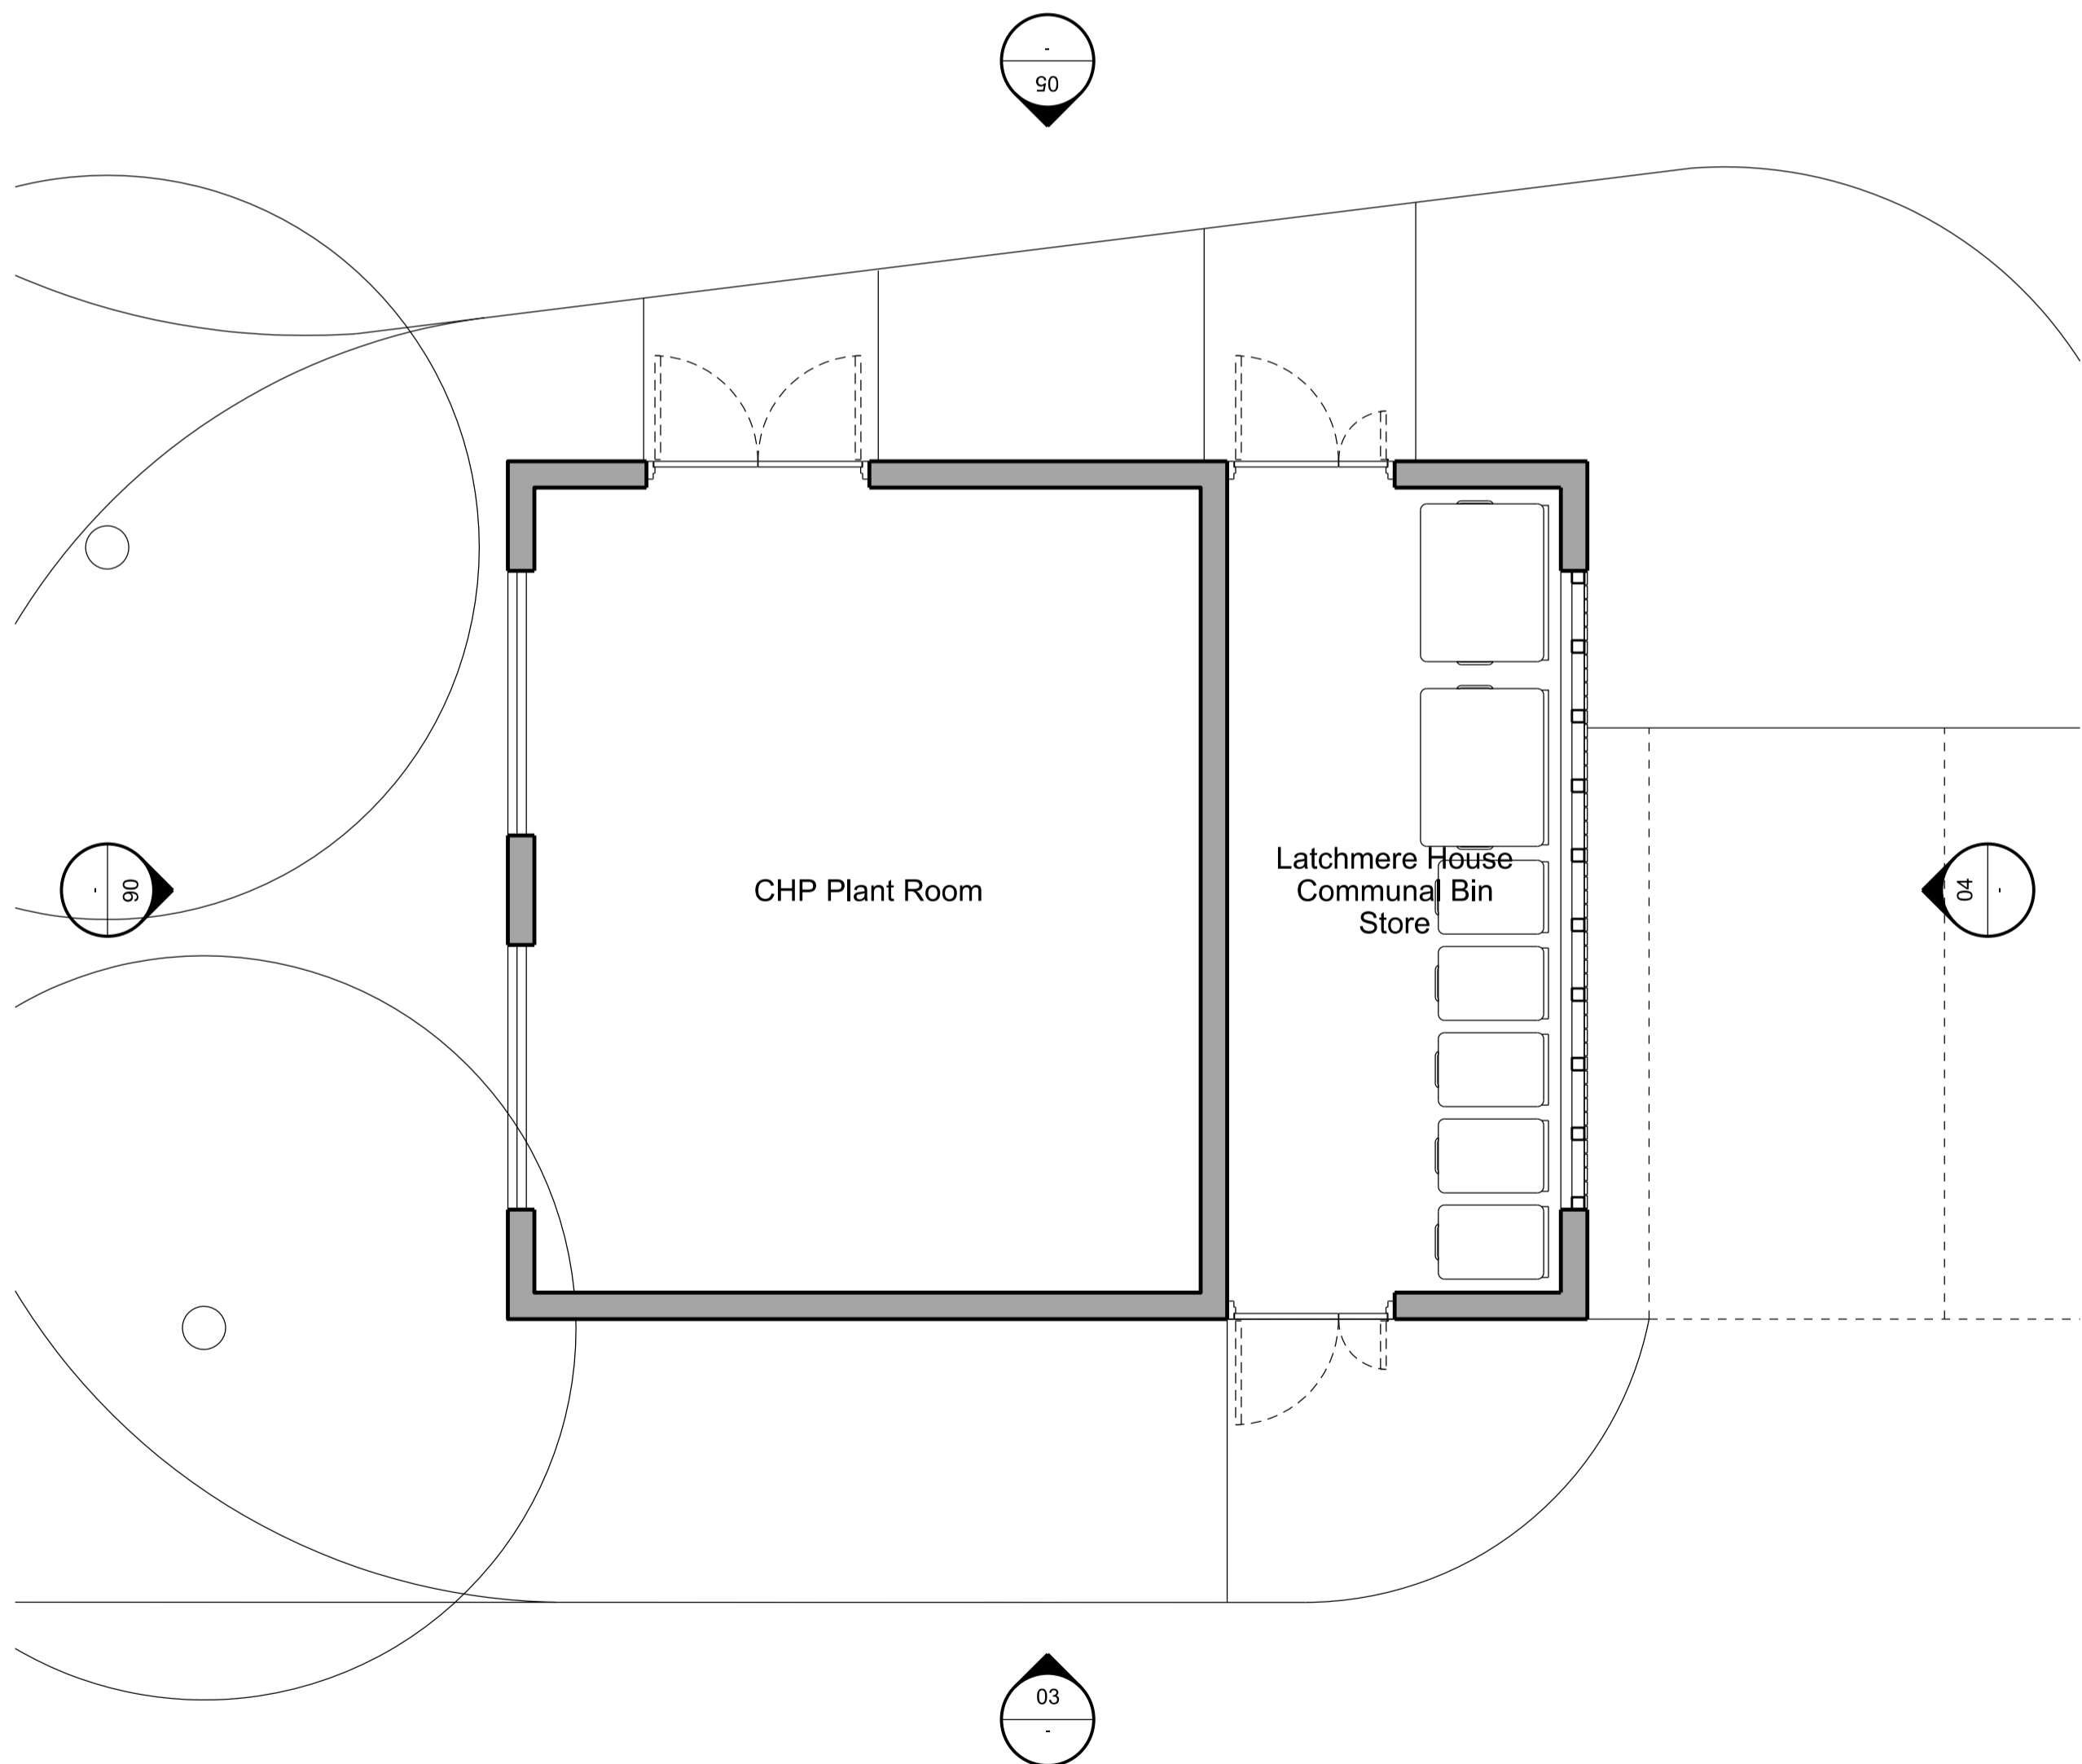 -
05
Latchmere House
Communal Bin
Store
CHP Plant Room
-
06
04
-
03
-